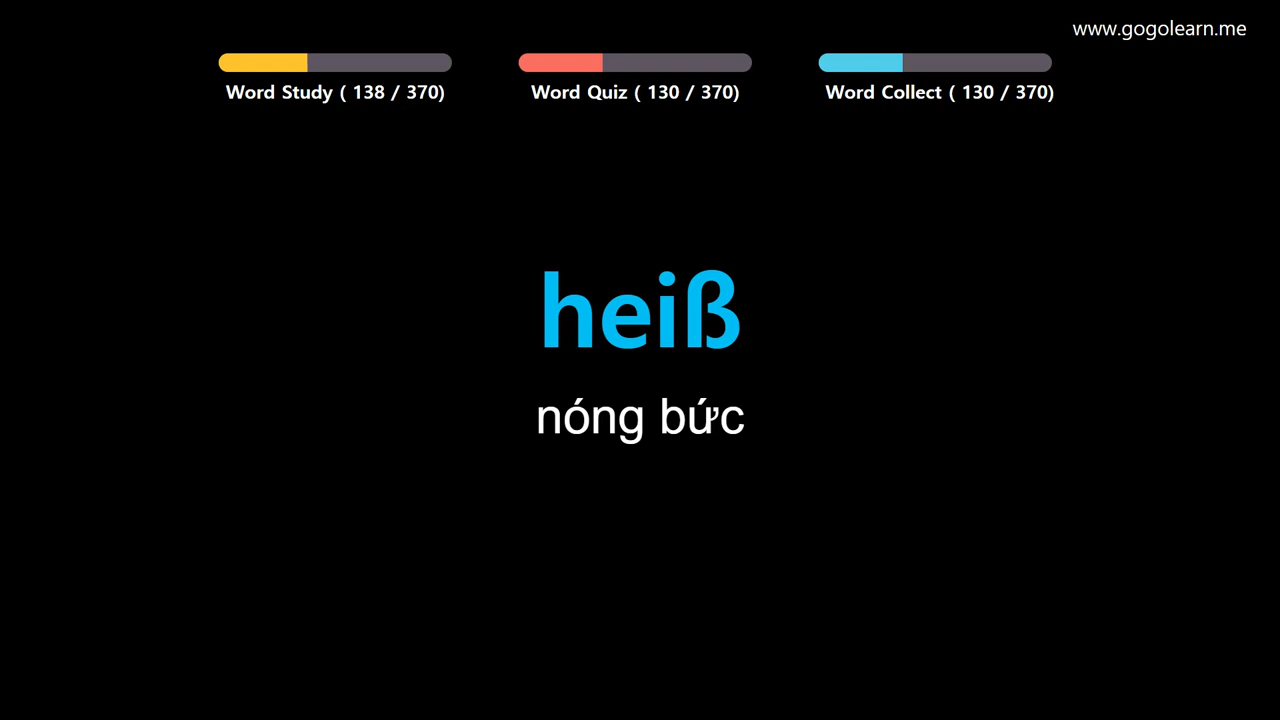 www.gogolearn.me
Word Study ( 138 / 370)
Word Quiz ( 130 / 370)
Word Collect ( 130 / 370)
heiß
nóng bức